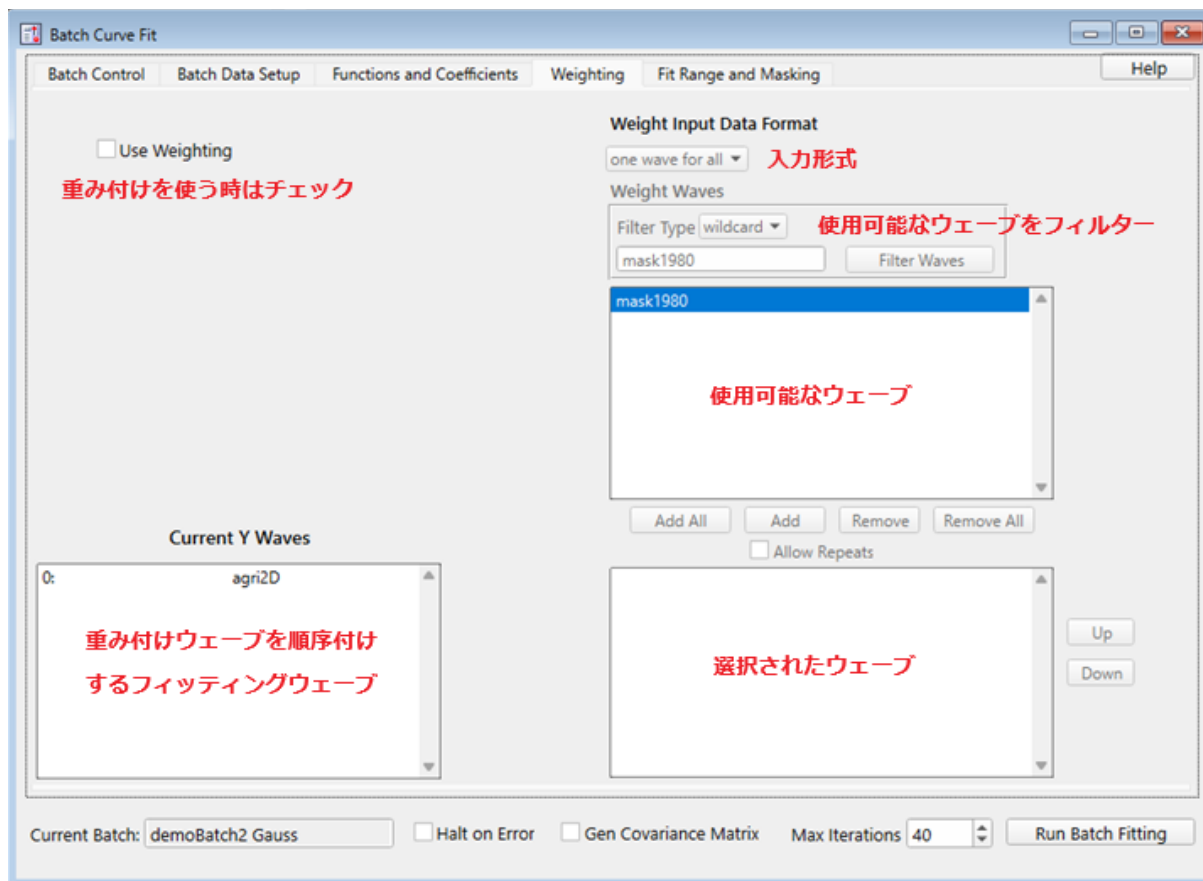 Batch Curve Fit
Batch Control Batch Data Setup Functions and Coefficients Weighting Fit Range and Masking Help
Use Weighting
重み付けを使う時はチェック
Weight Input Data Format
one wave for all 入力形式
Weight Waves
Filter Type wildcard 使用可能なウェーブをフィルター
mask1980 Filter Waves
mask1980
使用可能なウェーブ
Add All Add Remove Remove All
Allow Repeats
Current Y Waves
0: agri2D
重み付けウェーブを順序付け
するフィッティングウェーブ
選択されたウェーブ
Up
Down
Current Batch: demoBatch2 Gauss Halt on Error Gen Covariance Matrix Max Iterations 40 Run Batch Fitting